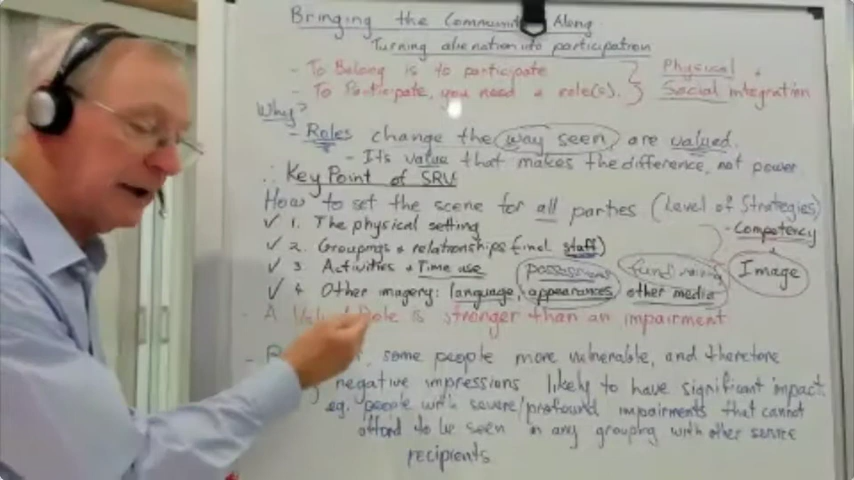 Bringing the Community Along
Turning alienation into participation
- To Belong is to participate
- To Participate, you need a role(s).
Physical +
Social integration
Why?
- Roles change the way seen are valued.
- Its value that makes the difference, not power
∴ Key Point of SRV
How to set the scene for all parties (Level of Strategies)
✓ 1. The physical setting
✓ 2. Groupings & relationships (incl. staff)
✓ 3. Activities + Time use
✓ 4. Other imagery: language, appearances, other media
possessions
fund raising
- Competency
Image
- A Role is stronger than an impairment
- some people more vulnerable, and therefore
negative impressions likely to have significant impact
eg. people with severe/profound impairments that cannot
afford to be seen in any grouping with other service
recipients